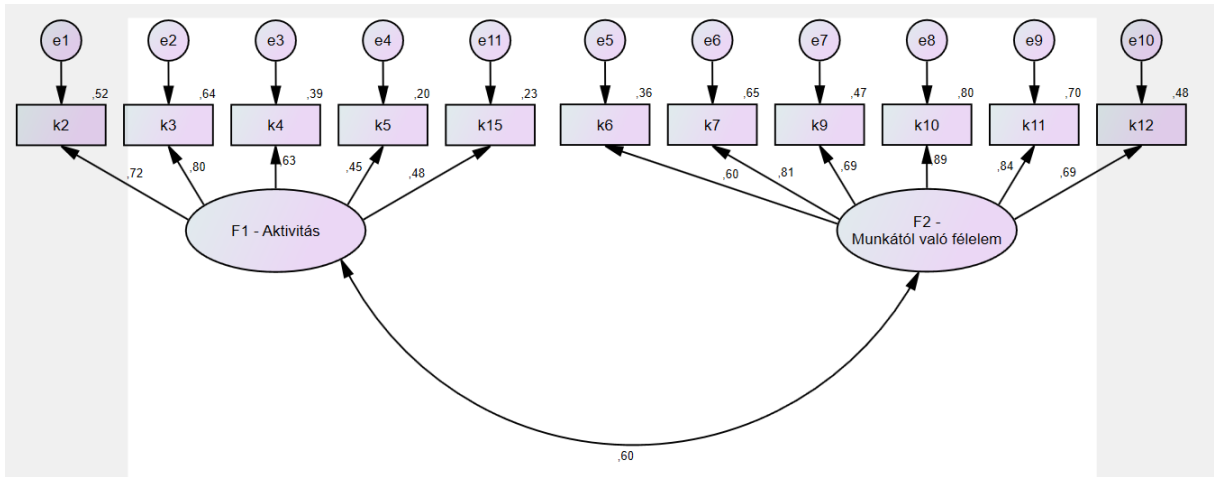 e1 e2 e3 e4 e11 e5 e6 e7 e8 e9 e10
,52 ,64 ,39 ,20 ,23 ,36 ,65 ,47 ,80 ,70 ,48
k2 k3 k4 k5 k15 k6 k7 k9 k10 k11 k12
,72 ,80 ,63 ,45 ,48 ,60 ,81 ,69 ,89 ,84 ,69
F1 - Aktivitás
F2 -
Munkától való félelem
,60